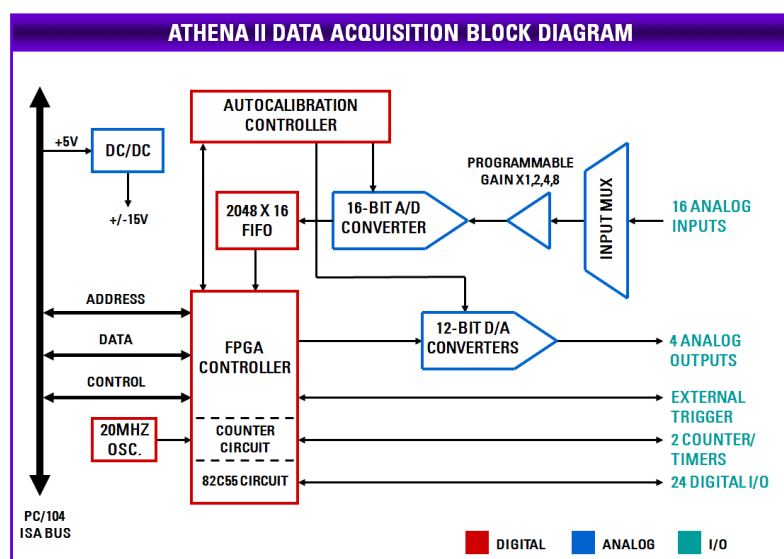 ATHENA II DATA ACQUISITION BLOCK DIAGRAM
AUTOCALIBRATION
CONTROLLER
+5V
DC/DC
+/-15V
PROGRAMMABLE
GAIN X1,2,4,8
2048 X 16
FIFO
16-BIT A/D
CONVERTER
INPUT MUX
16 ANALOG
INPUTS
ADDRESS
DATA
CONTROL
FPGA
CONTROLLER
12-BIT D/A
CONVERTERS
4 ANALOG
OUTPUTS
EXTERNAL
TRIGGER
20MHZ
OSC.
COUNTER
CIRCUIT
2 COUNTER/
TIMERS
82C55 CIRCUIT
24 DIGITAL I/O
PC/104
ISA BUS
DIGITAL
ANALOG
I/O